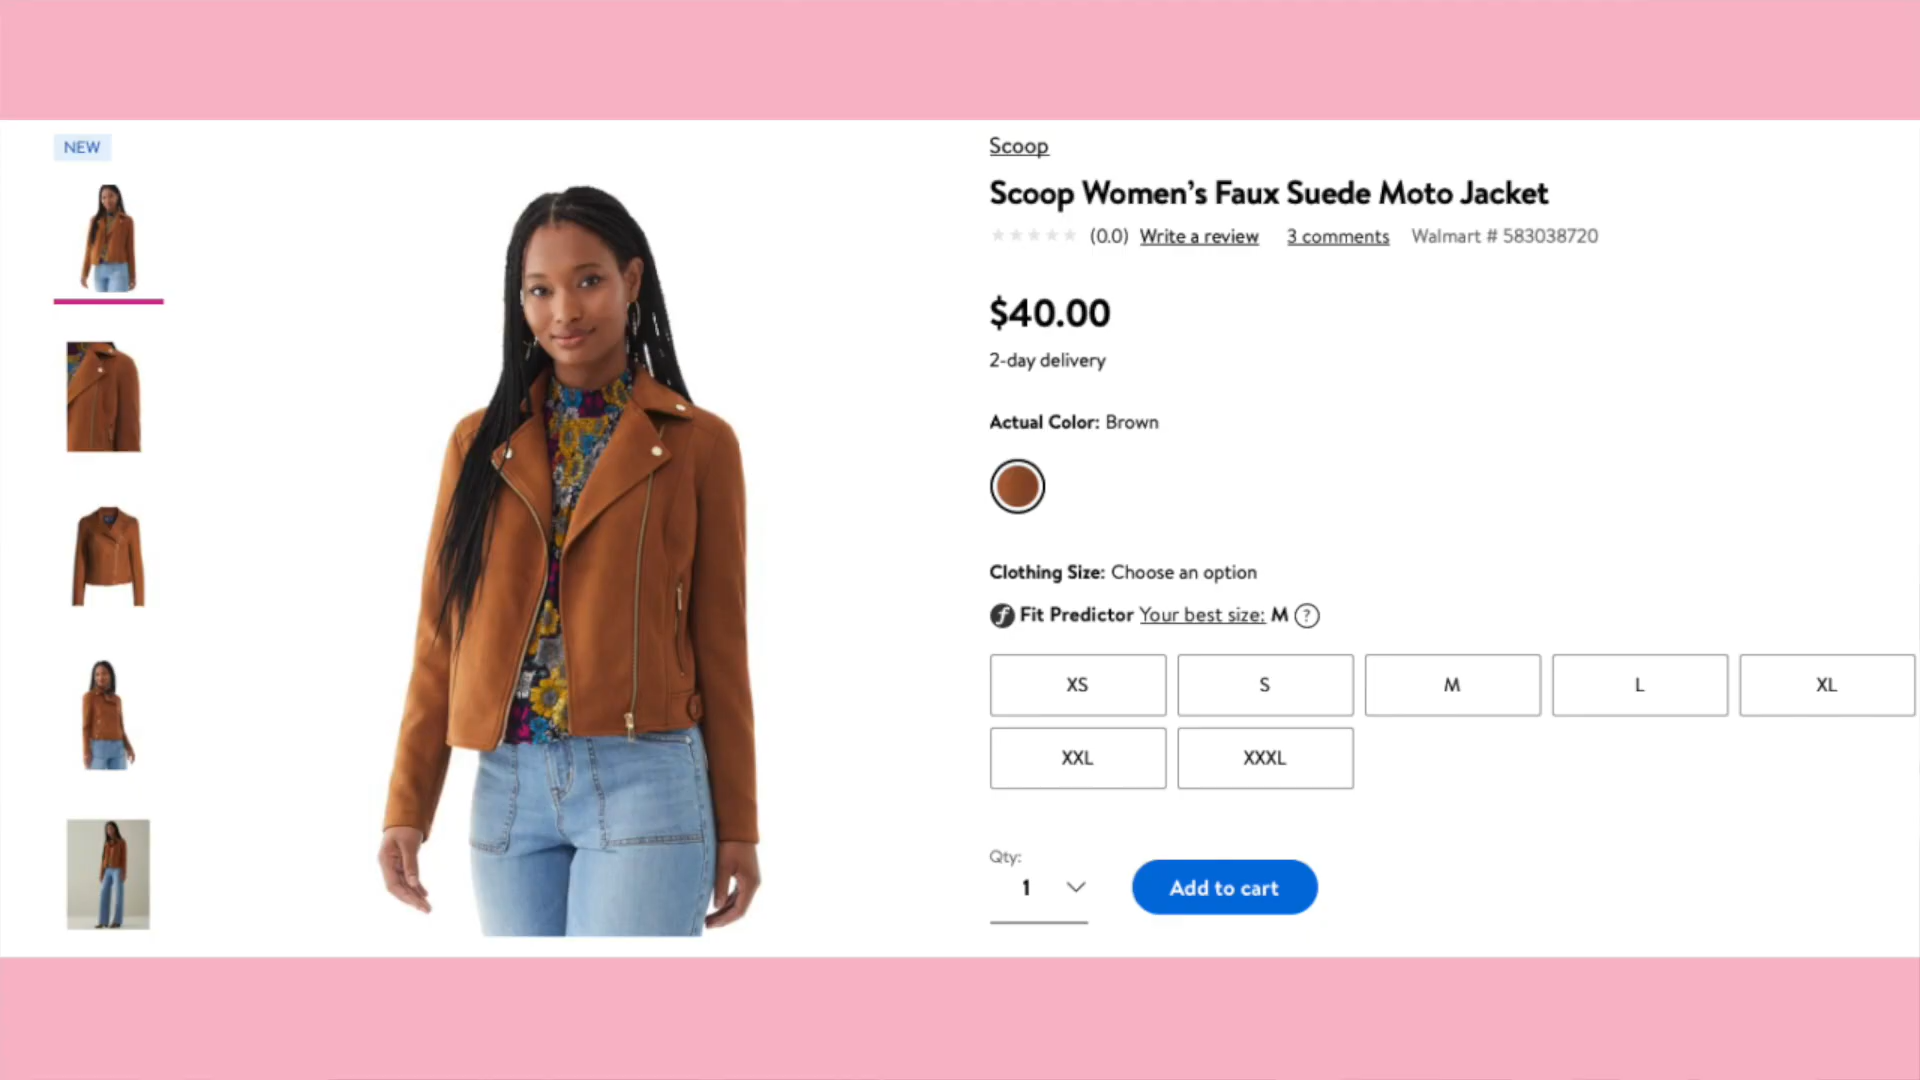 NEW
Scoop
Scoop Women’s Faux Suede Moto Jacket
(0.0) Write a review 3 comments Walmart # 583038720
$40.00
2-day delivery
Actual Color: Brown
Clothing Size: Choose an option
Fit Predictor Your best size: M ?
XS S M L XL
XXL XXXL
Qty:
1 Add to cart